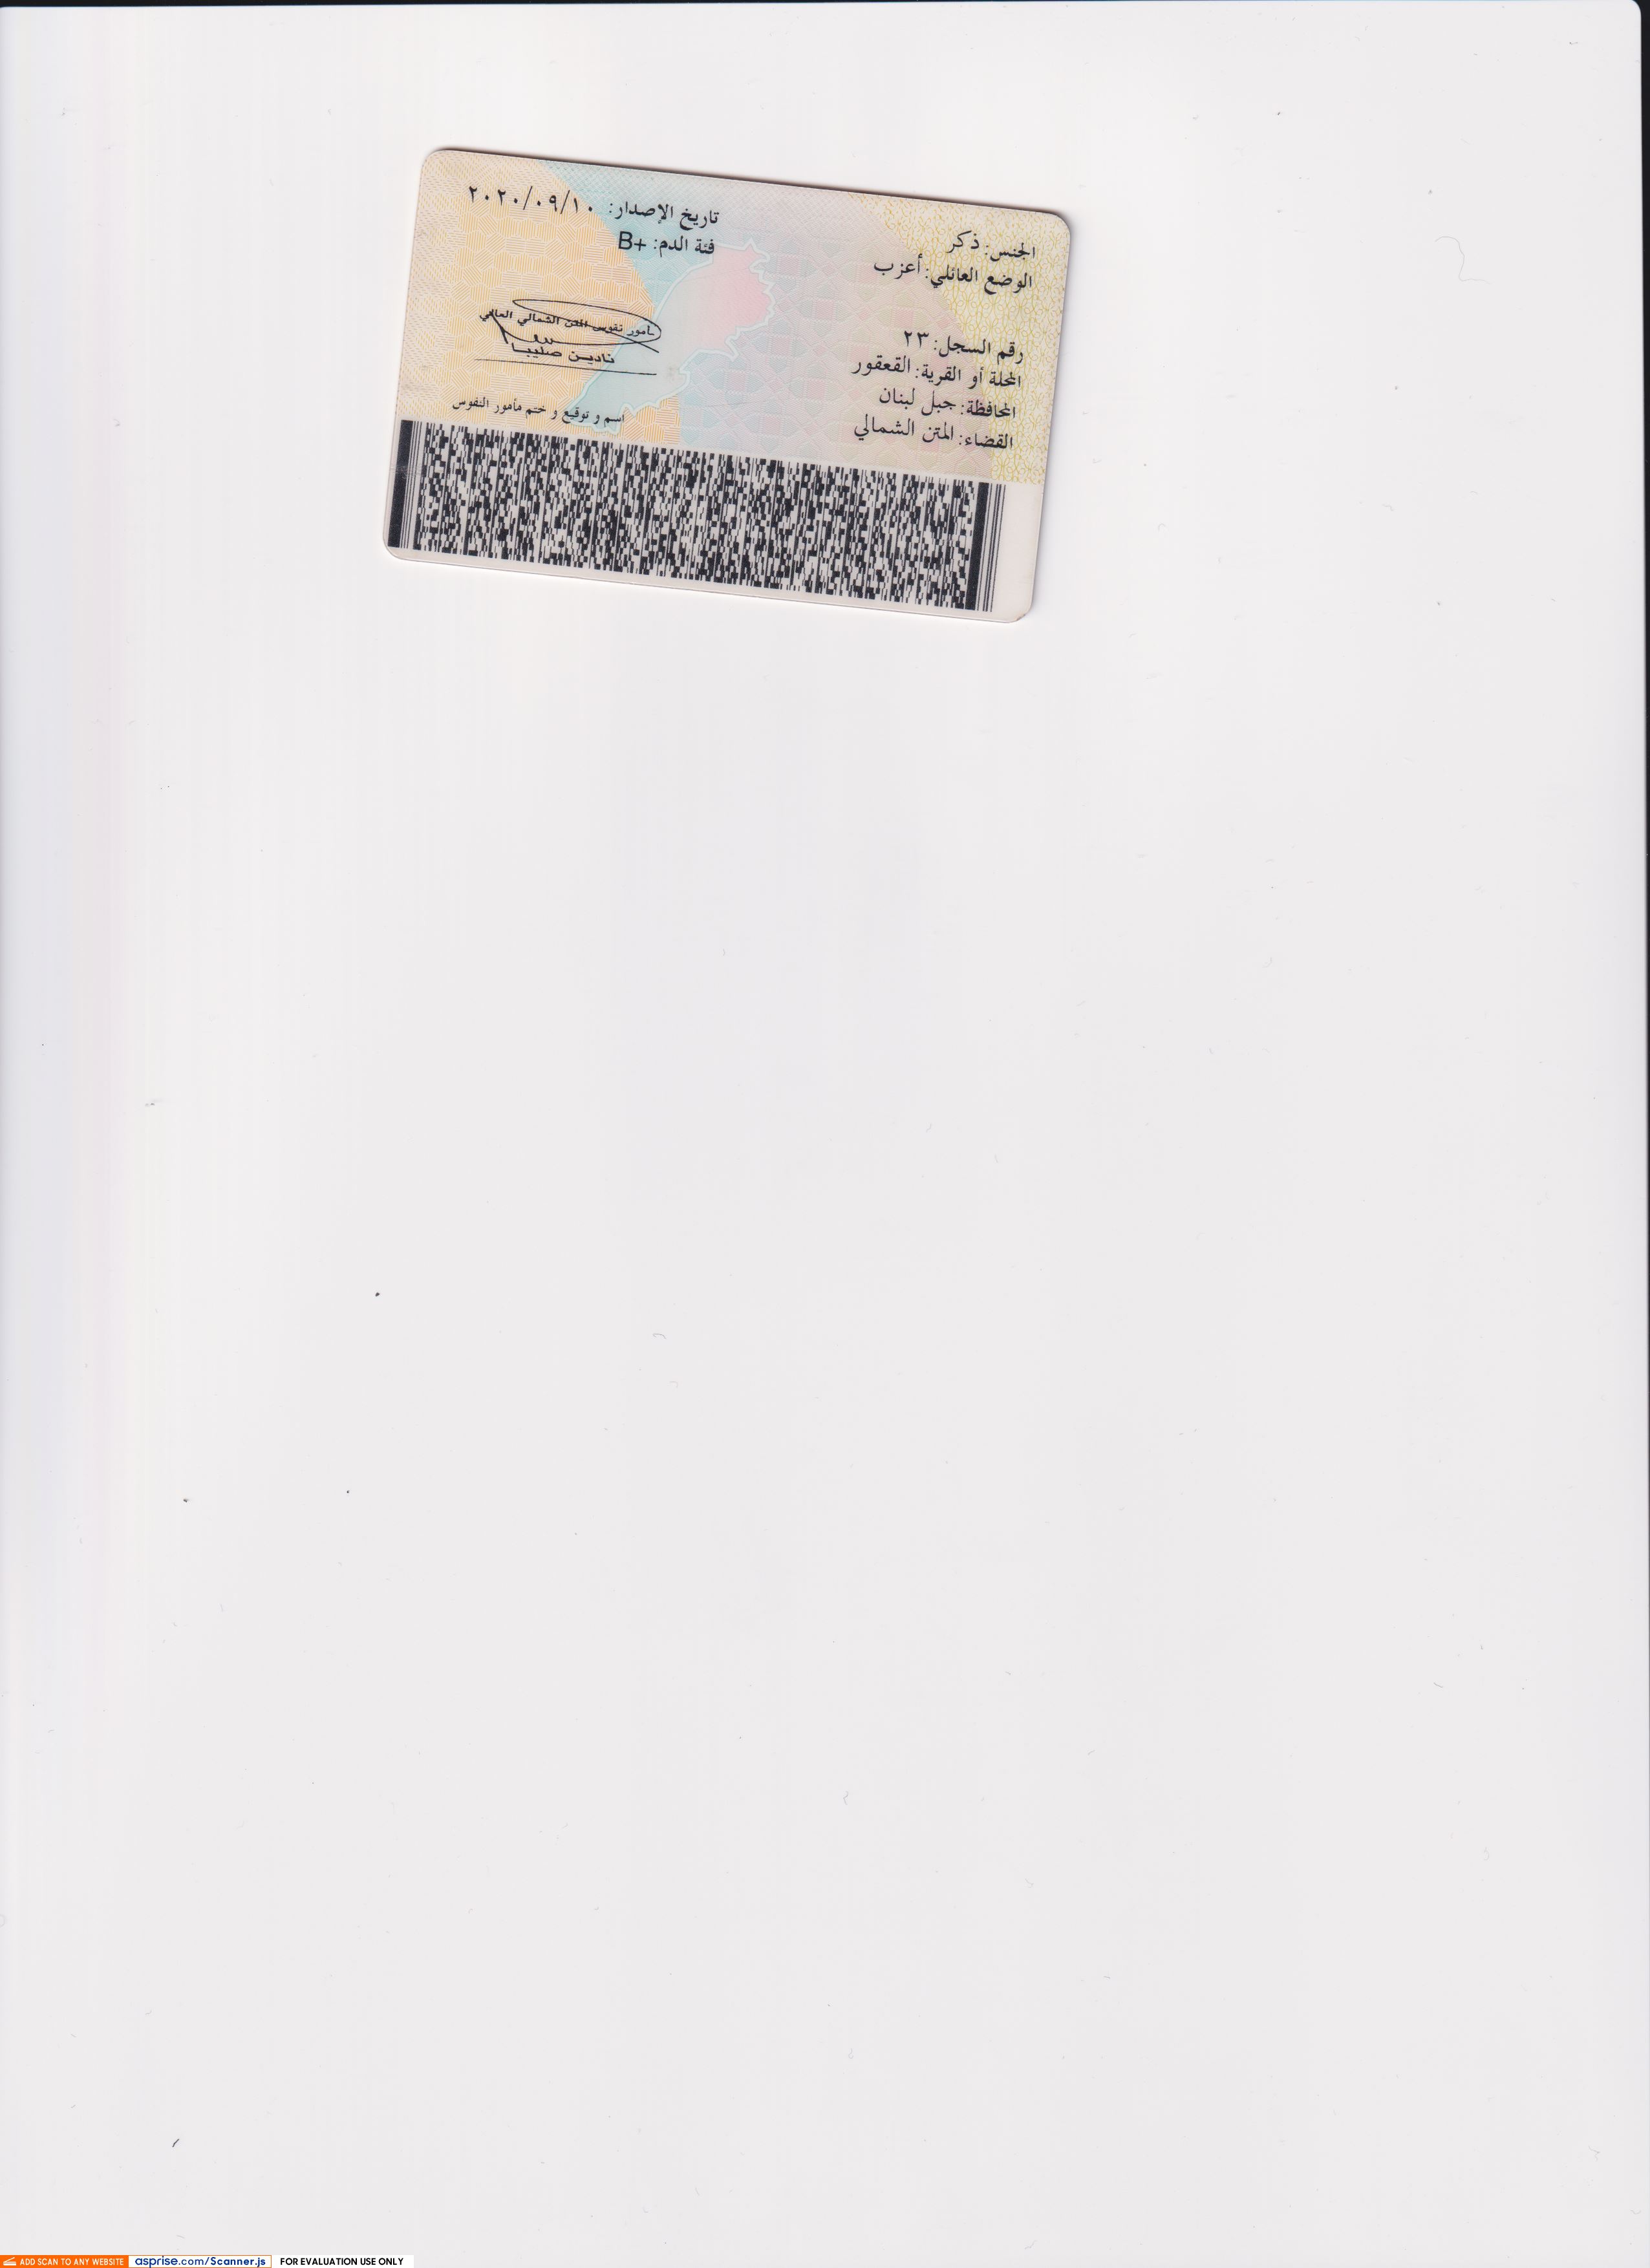 الجنس: ذكر
الوضع العائلي: أعزب
رقم السجل: ٢٣
المحلة أو القرية: القعقور
المحافظة: جبل لبنان
القضاء: المتن الشمالي
تاريخ الإصدار: ٢٠٢٠/٠٩/١٠
فئة الدم: B+
مأمور نفوس المتن الشمالي العالي
نادين صليبا
اسم و توقيع و ختم مأمور النفوس
ADD SCAN TO ANY WEBSITE asprise.com/Scanner.js FOR EVALUATION USE ONLY